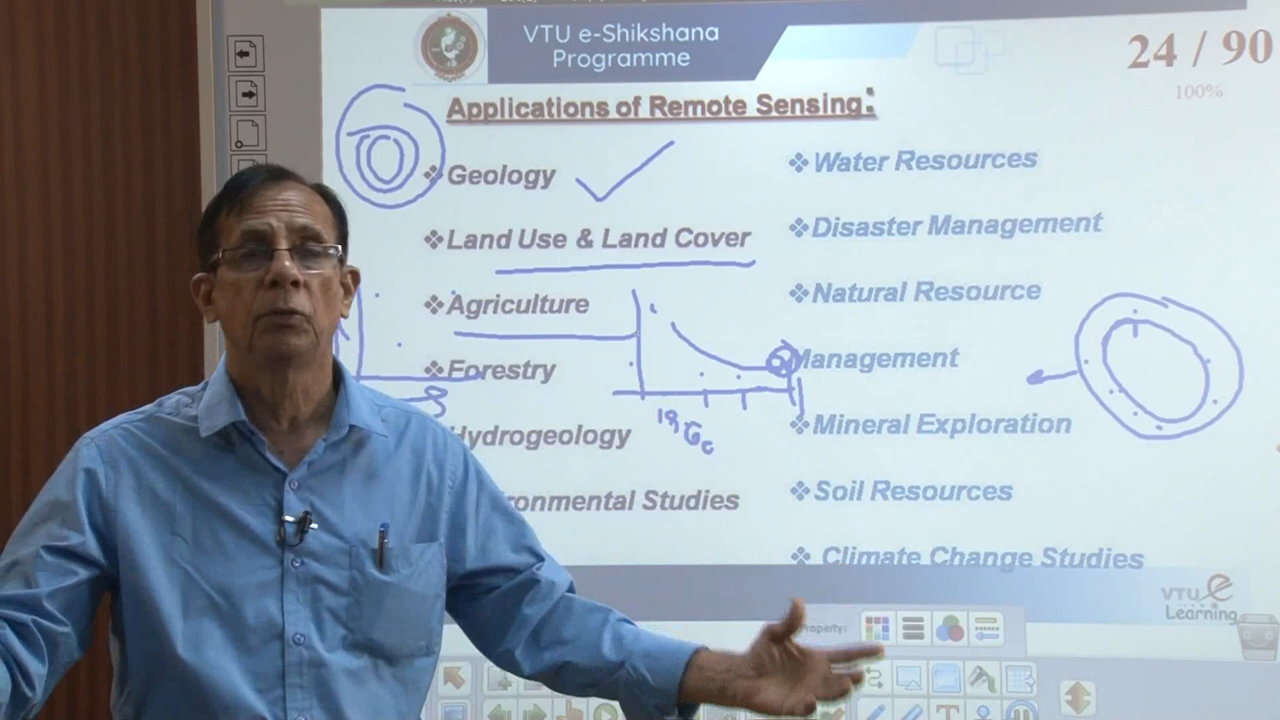 VTU e-Shikshana
Programme
24 / 90
100%
Applications of Remote Sensing:
❖Geology
❖Land Use & Land Cover
❖Agriculture
❖Forestry
Hydrogeology
ronmental Studies
❖Water Resources
❖Disaster Management
❖Natural Resource
Management
❖Mineral Exploration
❖Soil Resources
❖ Climate Change Studies
VTU e
Learning
Property: